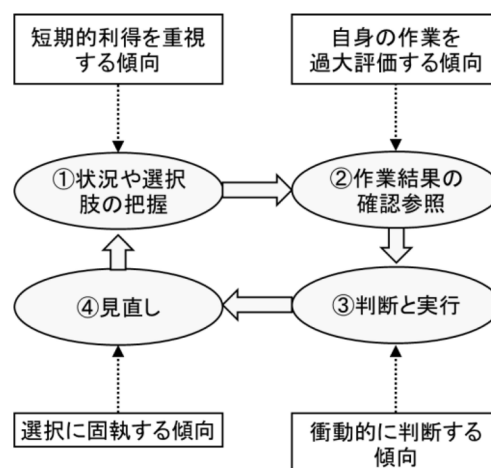 短期的利得を重視
する傾向
自身の作業を
過大評価する傾向
①状況や選択
肢の把握
②作業結果の
確認参照
④見直し
③判断と実行
選択に固執する傾向
衝動的に判断する
傾向